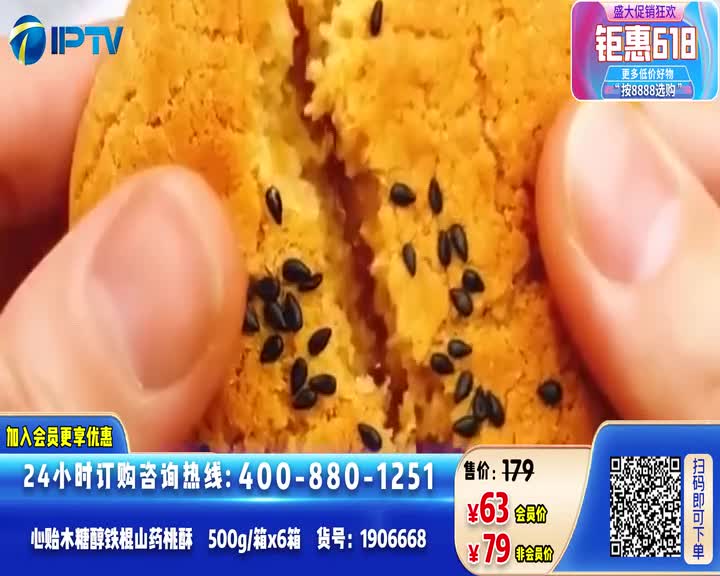 IPTV
盛大促销狂欢
钜惠618
更多低价好物
“按8888选购”
加入会员更享优惠
24小时订购咨询热线:400-880-1251
心贻木糖醇铁棍山药桃酥 500g/箱x6箱 货号:1906668
售价:179
¥63 会员价
¥79 非会员价
扫码即可下单